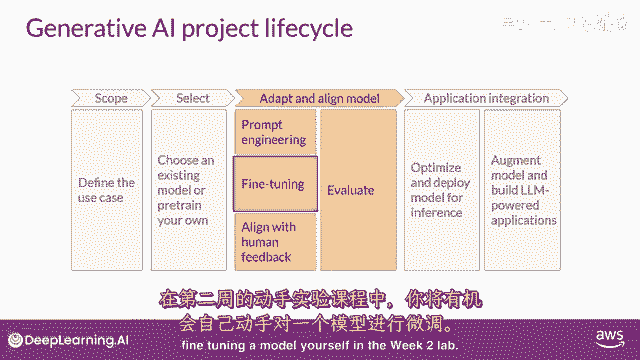 Generative AI project lifecycle
Scope
Select
Adapt and align model
Application integration
Define the
use case
Choose an
existing
model or
pretrain
your own
Prompt
engineering
Fine-tuning
Align with
human
feedback
Evaluate
Optimize
and deploy
model for
inference
Augment
model and
build LLM-
powered
applications
在第二周的动手实验课程中，你将有机
会自己动手对一个模型进行微调。
fine tuning a model yourself in the Week 2 lab.
DeepLearning.AI
aws